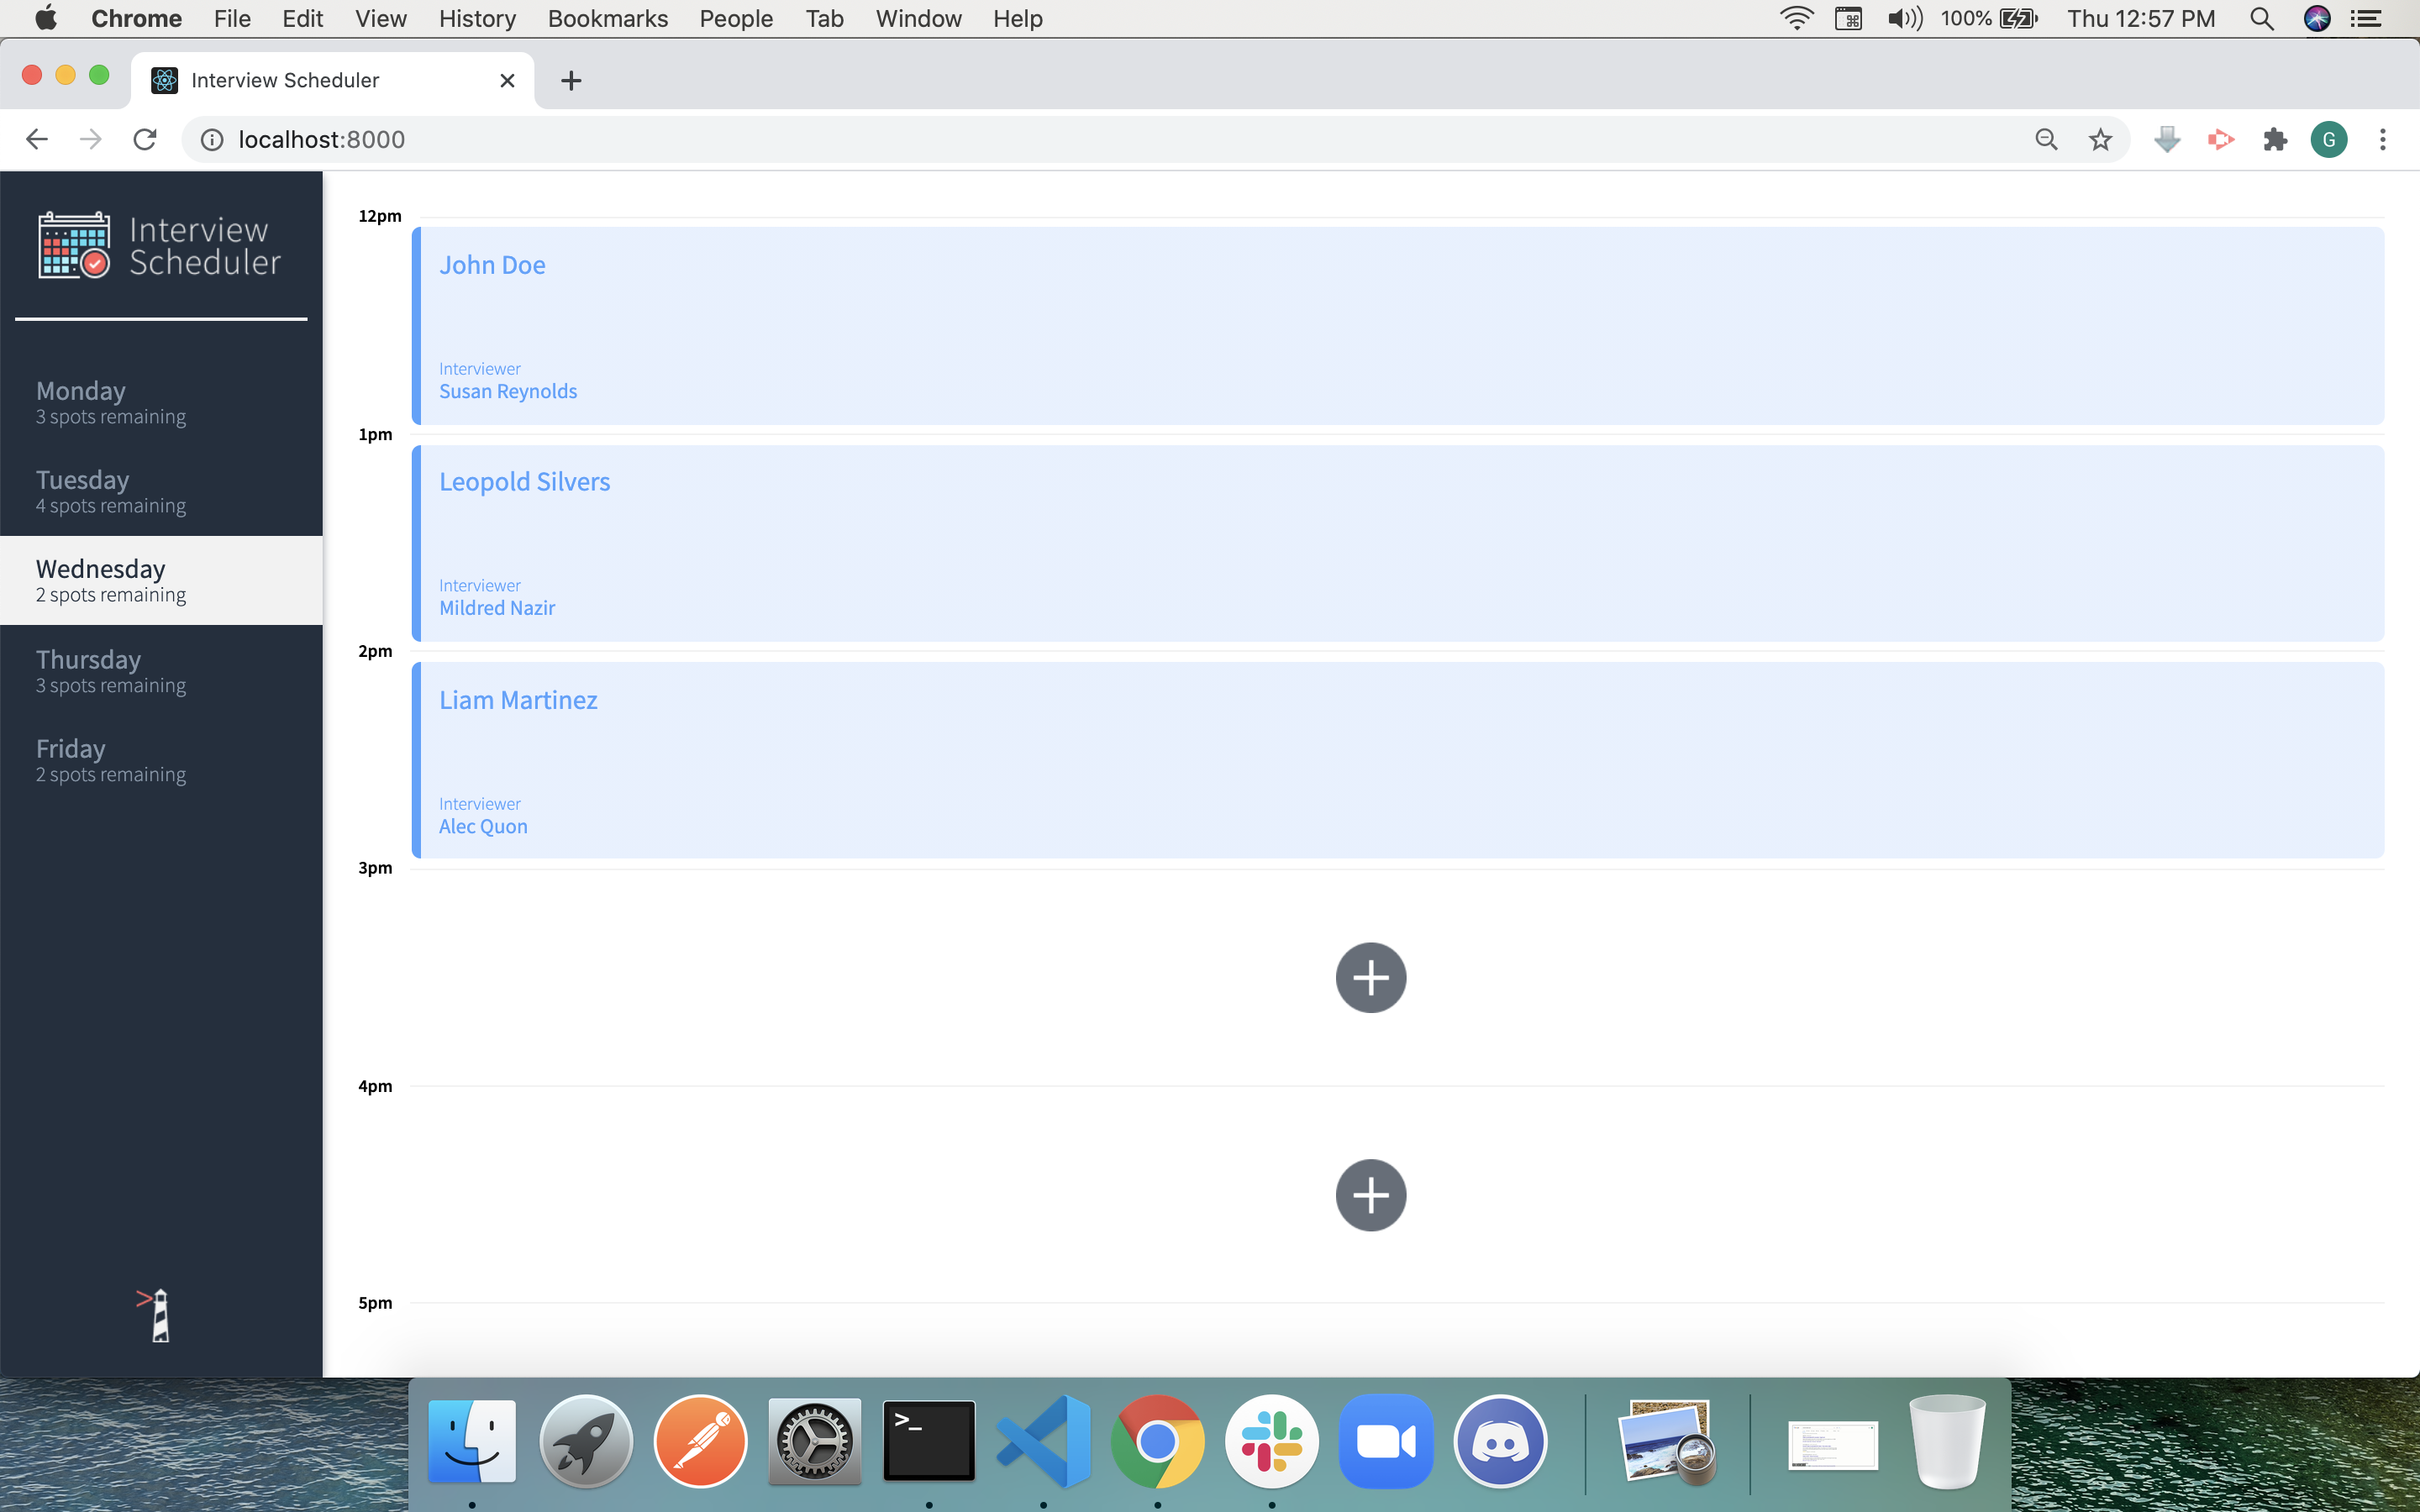 Chrome File Edit View History Bookmarks People Tab Window Help 100% Thu 12:57 PM
Interview Scheduler
localhost:8000
G
Interview
Scheduler
Monday
3 spots remaining
Tuesday
4 spots remaining
Wednesday
2 spots remaining
Thursday
3 spots remaining
Friday
2 spots remaining
12pm
John Doe
Interviewer
Susan Reynolds
1pm
Leopold Silvers
Interviewer
Mildred Nazir
2pm
Liam Martinez
Interviewer
Alec Quon
3pm
4pm
5pm